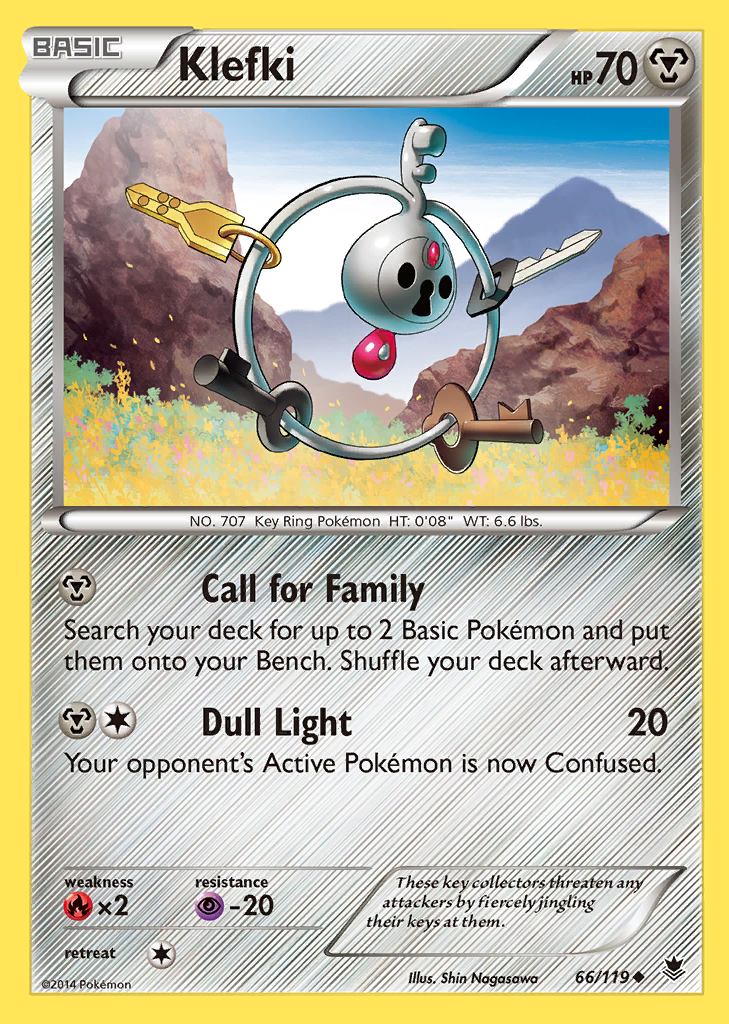 BASIC
Klefki
HP 70
NO. 707 Key Ring Pokémon HT: 0'08" WT: 6.6 lbs.
Call for Family
Search your deck for up to 2 Basic Pokémon and put
them onto your Bench. Shuffle your deck afterward.
Dull Light 20
Your opponent's Active Pokémon is now Confused.
weakness resistance
×2 -20
retreat
These key collectors threaten any
attackers by fiercely jingling
their keys at them.
©2014 Pokémon
Illus. Shin Nagasawa 66/119